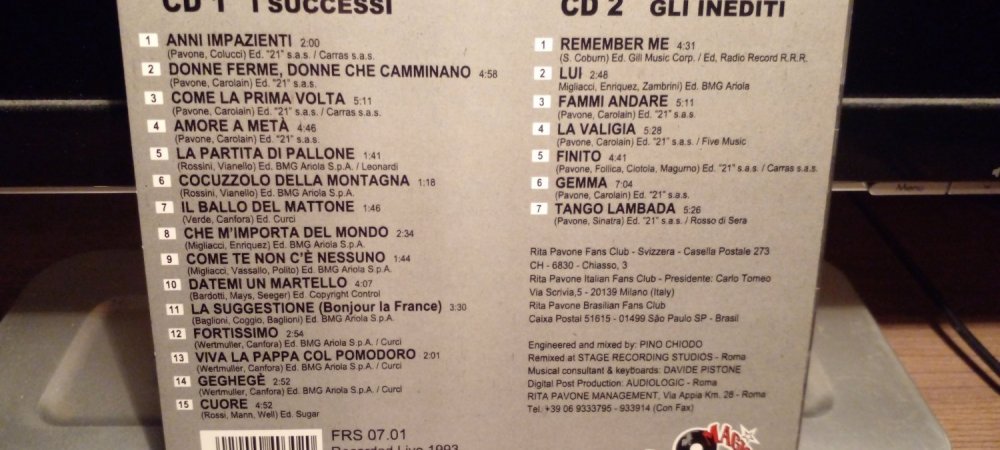 CD 1 I SUCCESSI
1 ANNI IMPAZIENTI 2:00
(Pavone, Colucci) Ed. "21" s.a.s. / Carras s.a.s.
2 DONNE FERME, DONNE CHE CAMMINANO 4:58
(Pavone, Carolain) Ed. "21" s.a.s.
3 COME LA PRIMA VOLTA 5:11
(Pavone, Carolain) Ed. "21" s.a.s. / Carras s.a.s.
4 AMORE A METÀ 4:46
(Pavone, Carolain) Ed. "21" s.a.s.
5 LA PARTITA DI PALLONE 1:41
(Rossini, Vianello) Ed. BMG Ariola S.p.A. / Leonardi
6 COCUZZOLO DELLA MONTAGNA 1:18
(Rossini, Vianello) Ed. BMG Ariola S.p.A.
7 IL BALLO DEL MATTONE 1:46
(Verde, Canfora) Ed. Curci
8 CHE M'IMPORTA DEL MONDO 2:34
(Migliacci, Enriquez) Ed. BMG Ariola S.p.A.
9 COME TE NON C'È NESSUNO 1:44
(Migliacci, Vassallo, Polito) Ed. BMG Ariola S.p.A.
10 DATEMI UN MARTELLO 4:07
(Bardotti, Mays, Seeger) Ed. Copyright Control
11 LA SUGGESTIONE (Bonjour la France) 3:30
(Baglioni, Coggio, Baglioni) Ed. BMG Ariola S.p.A.
12 FORTISSIMO 2:54
(Wertmuller, Canfora) Ed. BMG Ariola S.P.A. / Curci
13 VIVA LA PAPPA COL POMODORO 2:01
(Wertmuller, Canfora) Ed. BMG Ariola S.P.A. / Curci
14 GEGHEGÈ 2:52
(Wertmuller, Canfora) Ed. BMG Ariola S.P.A. / Curci
15 CUORE 4:52
(Rossi, Mann, Well) Ed. Sugar
FRS 07.01
Recorded Live 1993
CD 2 GLI INEDITI
1 REMEMBER ME 4:31
(S. Coburn) Ed. Gill Music Corp. / Ed, Radio Record R.R.R.
2 LUI 2:48
Migliacci, Enriquez, Zambrini) Ed. BMG Ariola
3 FAMMI ANDARE 5:11
(Pavone, Carolain) Ed. "21" s.a.s.
4 LA VALIGIA 5:28
(Pavone, Carolain) Ed. "21" s.a.s. / Five Music
5 FINITO 4:41
(Pavone, Follica, Ciotola, Magurno) Ed. "21" s.a.s. / Carras s.a.s.
6 GEMMA 7:04
(Pavone, Carolain) Ed. "21" s.a.s.
7 TANGO LAMBADA 5:26
(Pavone, Sinatra) Ed. "21" s.a.s. / Rosso di Sera
Rita Pavone Fans Club - Svizzera - Casella Postale 273
CH - 6830 - Chiasso, 3
Rita Pavone Italian Fans Club - Presidente: Carlo Tomeo
Via Scrivia,5 - 20139 Milano (Italy)
Rita Pavone Brasilian Fans Club
Caixa Postal 51615 - 01499 São Paulo SP - Brasil
Engineered and mixed by: PINO CHIODO
Remixed at STAGE RECORDING STUDIOS - Roma
Musical consultant & keyboards: DAVIDE PISTONE
Digital Post Production: AUDIOLOGIC - Roma
RITA PAVONE MANAGEMENT, Via Appia Km. 28 - Roma
Tel. +39 06 9333795 - 933914 (Con Fax)
Menu